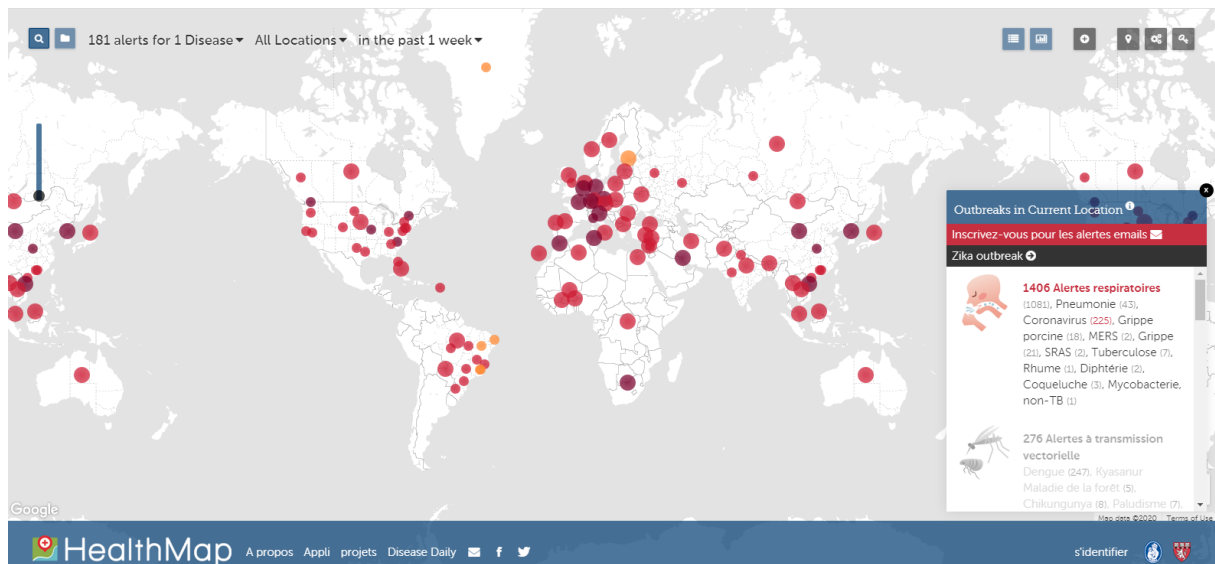 181 alerts for 1 Disease All Locations in the past 1 week
Outbreaks in Current Location
Inscrivez-vous pour les alertes emails
Zika outbreak
1406 Alertes respiratoires
(1081), Pneumonie (43),
Coronavirus (225), Grippe
porcine (18), MERS (2), Grippe
(21), SRAS (2), Tuberculose (7),
Rhume (1), Diphtérie (2),
Coqueluche (3), Mycobacterie,
non-TB (1)
276 Alertes à transmission
vectorielle
Dengue (247), Kyasanur
Maladie de la forêt (5),
Chikungunya (8), Paludisme (7),
Google
Map data ©2020 Terms of Use
HealthMap A propos Appli projets Disease Daily s'identifier